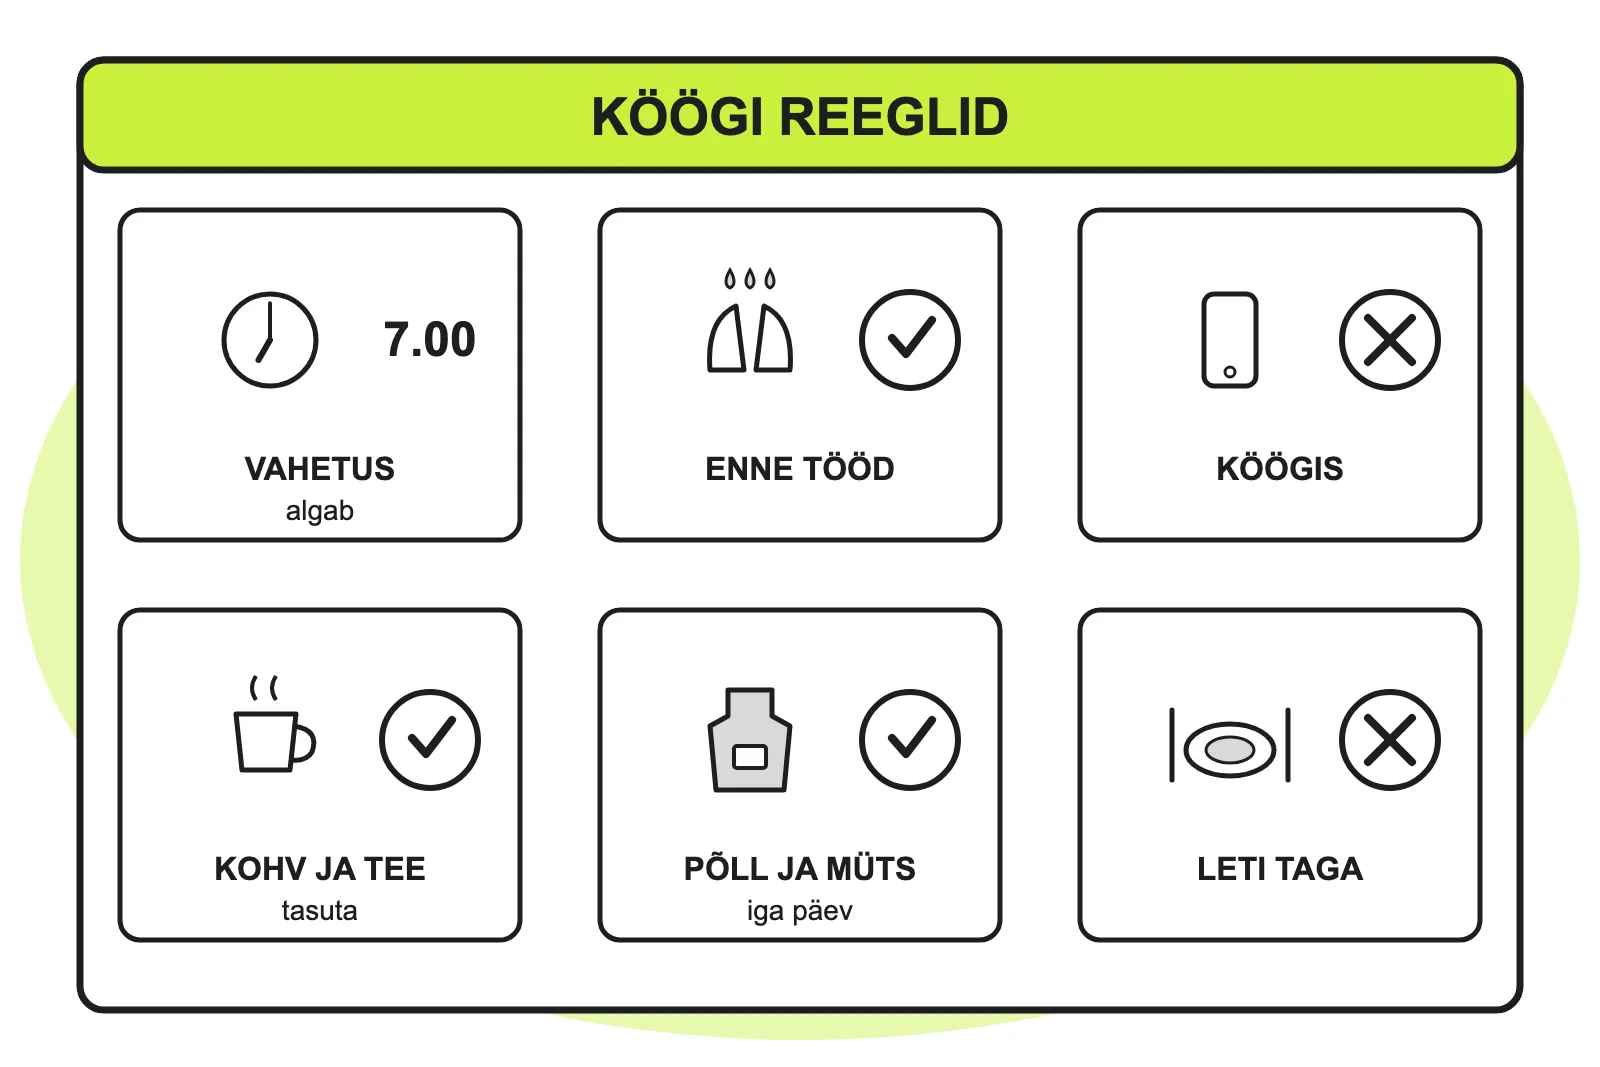 KÖÖGI REEGLID
7.00
VAHETUS
algab
ENNE TÖÖD
KÖÖGIS
KOHV JA TEE
tasuta
PÕLL JA MÜTS
iga päev
LETI TAGA